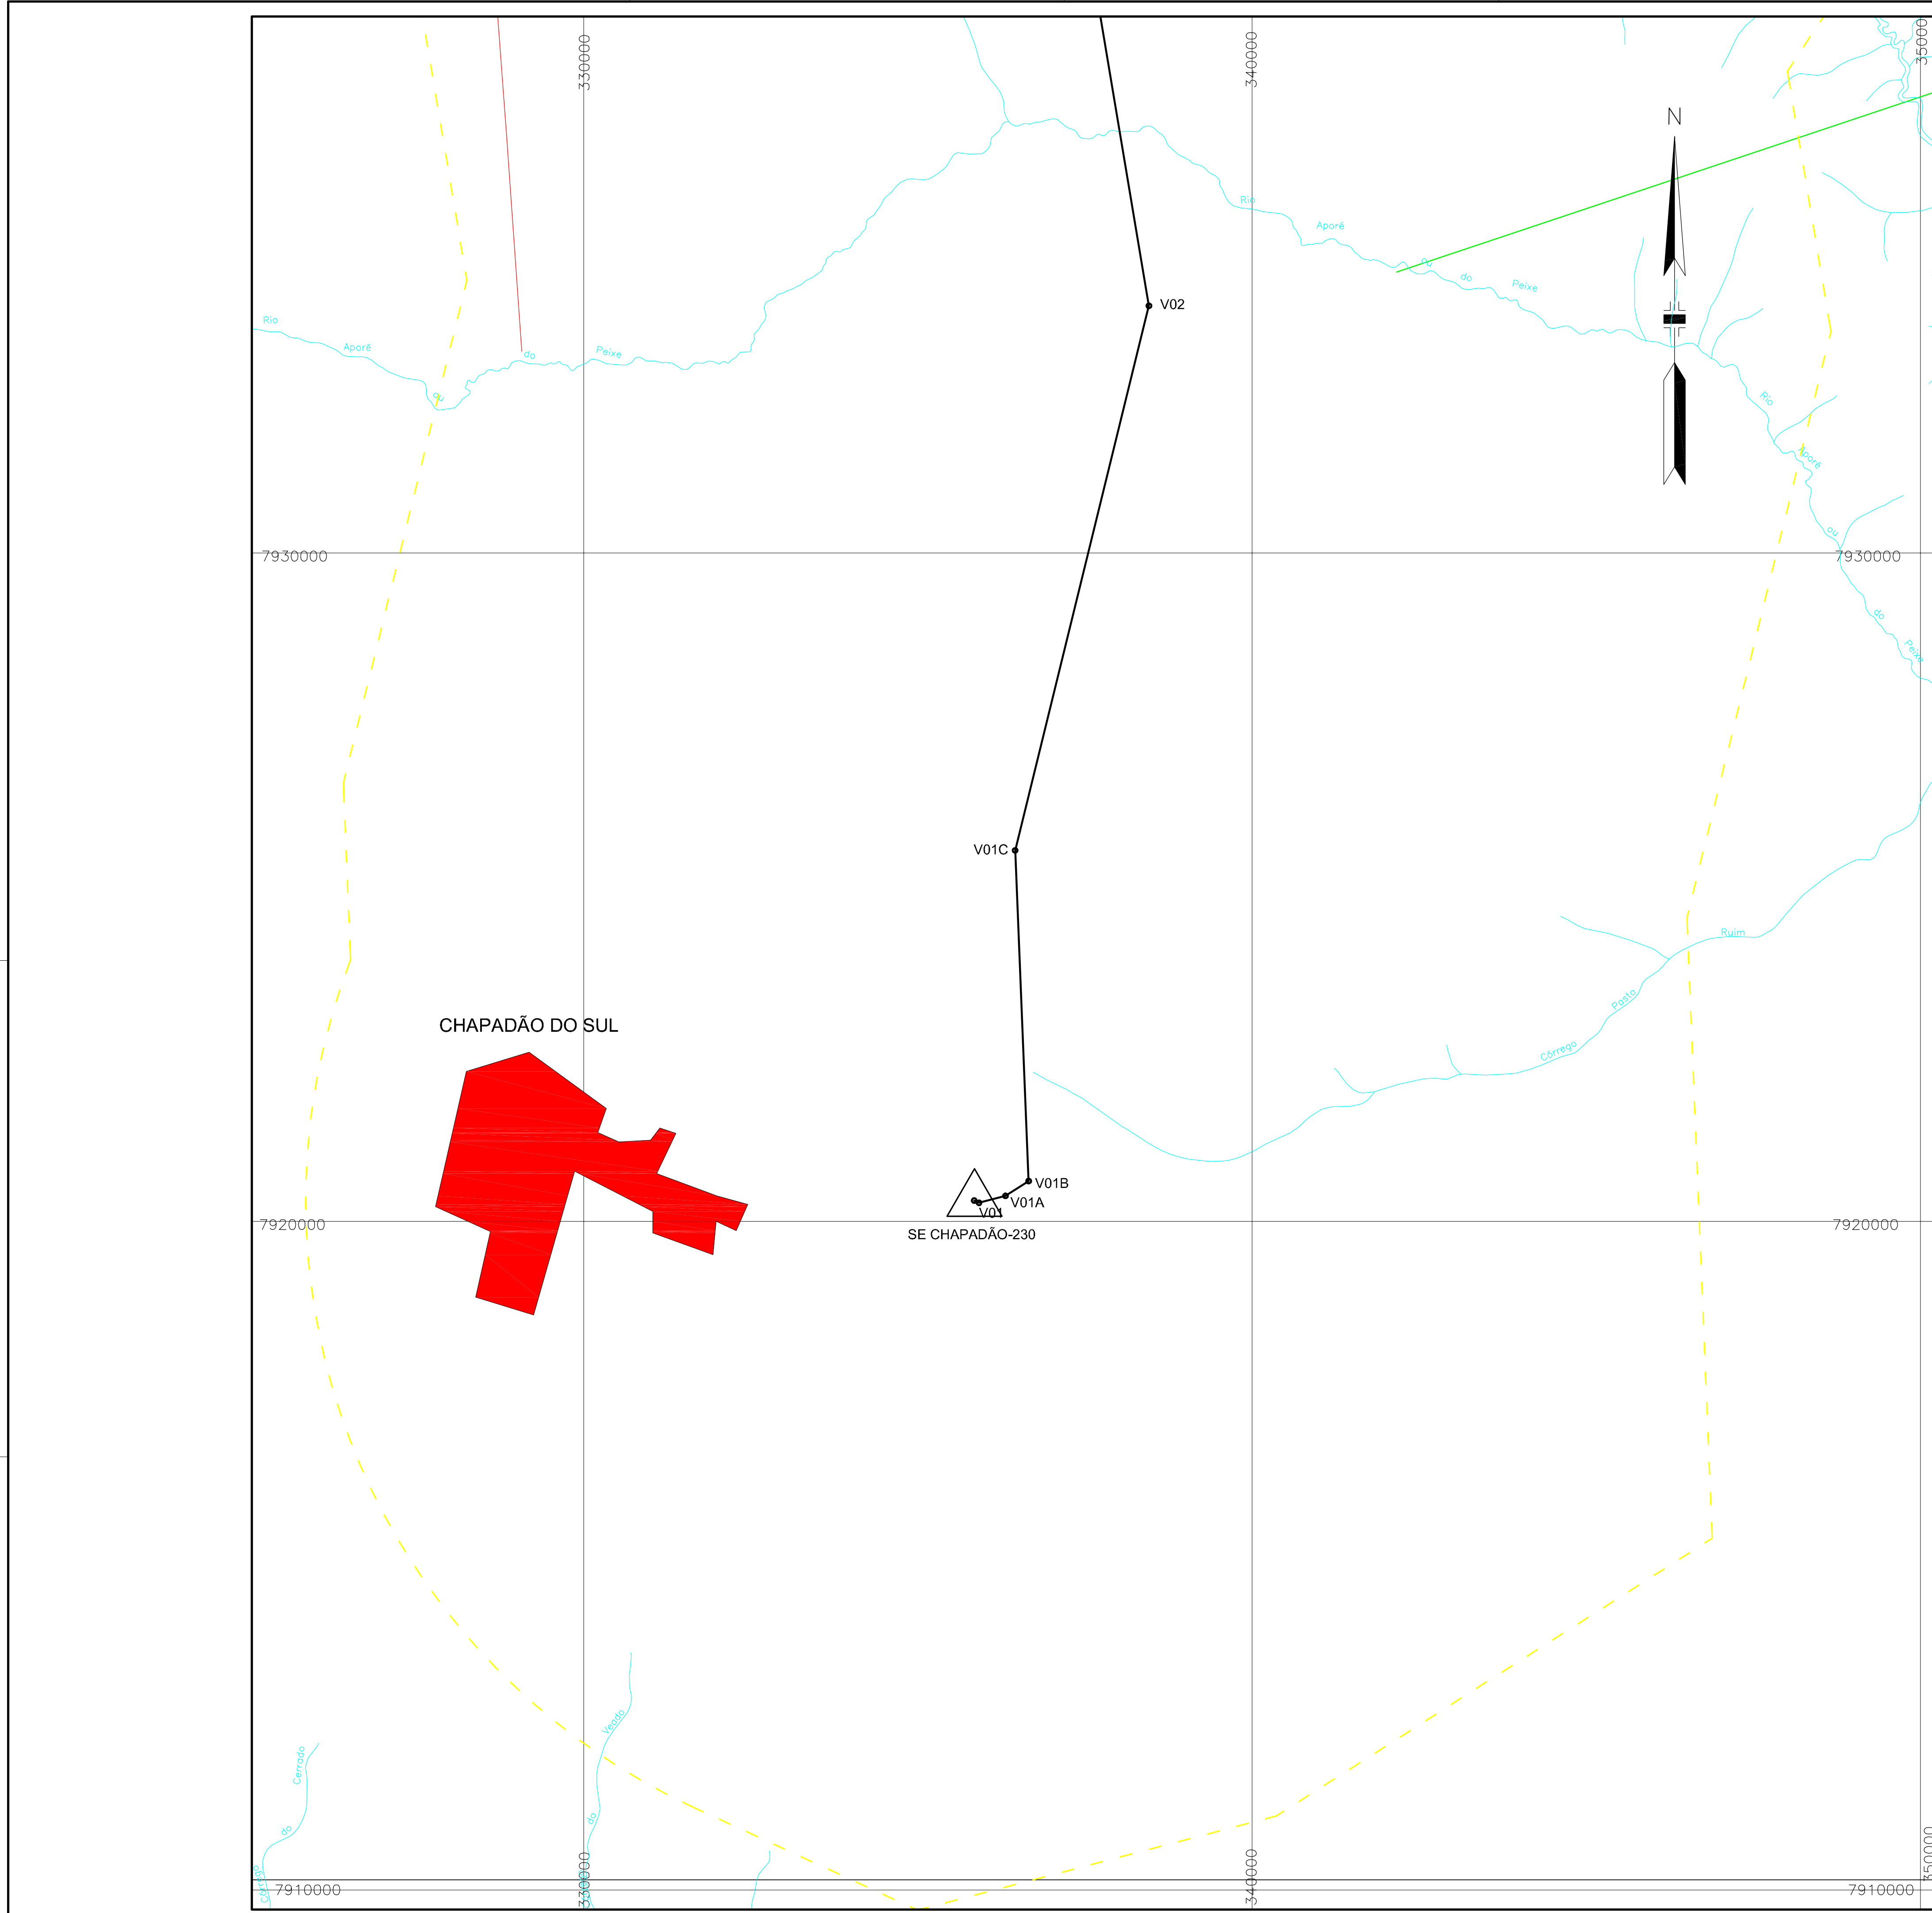 330000
340000
35000
N
Rio
Aporé
ou
do
Peixe
V02
Rio
Aporé
ou
do
Peixe
Rio
Aporé
ou
do
Peixe
7930000
7930000
V01C
Ruim
Pasto
Córrego
CHAPADÃO DO SUL
V01B
V01A
V01
SE CHAPADÃO-230
7920000
7920000
Veado
do
Cerrado
do
330000
340000
350000
7910000
7910000